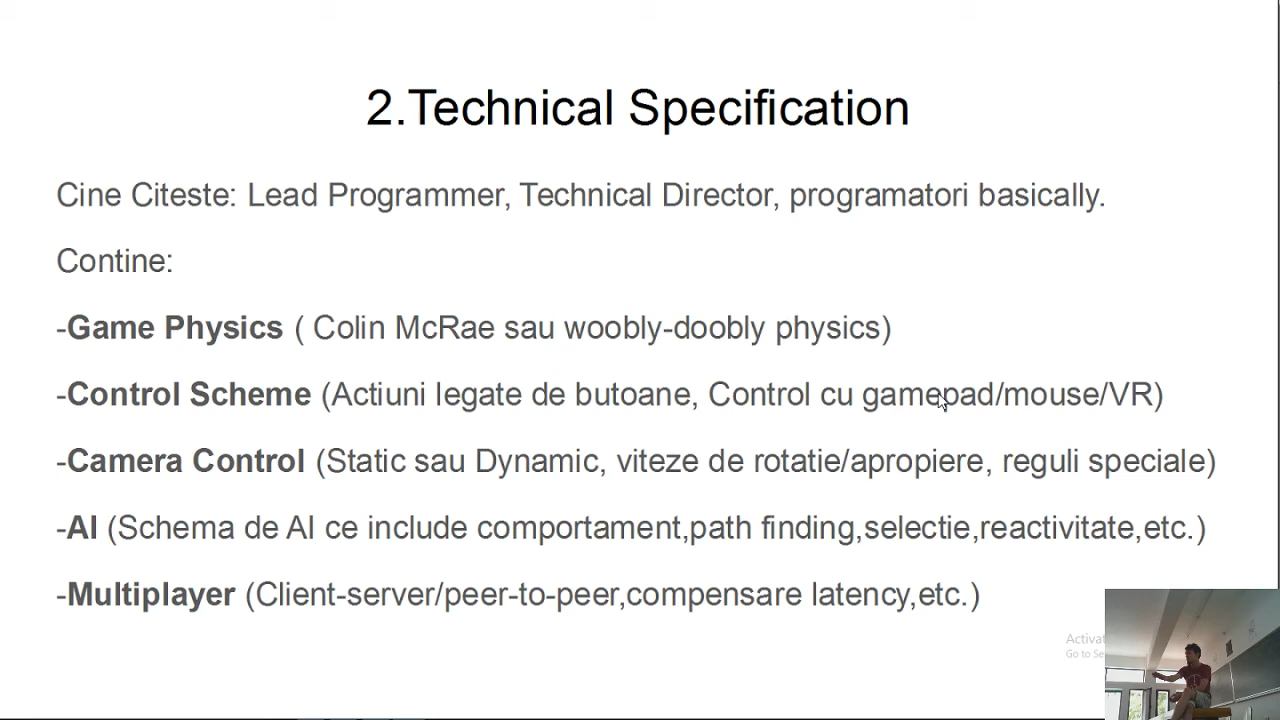 2.Technical Specification
Cine Citeste: Lead Programmer, Technical Director, programatori basically.
Contine:
-Game Physics ( Colin McRae sau woobly-doobly physics)
-Control Scheme (Actiuni legate de butoane, Control cu gamepad/mouse/VR)
-Camera Control (Static sau Dynamic, viteze de rotatie/apropiere, reguli speciale)
-AI (Schema de AI ce include comportament,path finding,selectie,reactivitate,etc.)
-Multiplayer (Client-server/peer-to-peer,compensare latency,etc.)
Go to